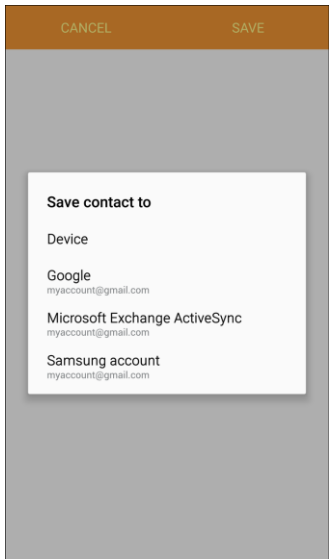 CANCEL SAVE
Save contact to
Device
Google
myaccount@gmail.com
Microsoft Exchange ActiveSync
myaccount@gmail.com
Samsung account
myaccount@gmail.com